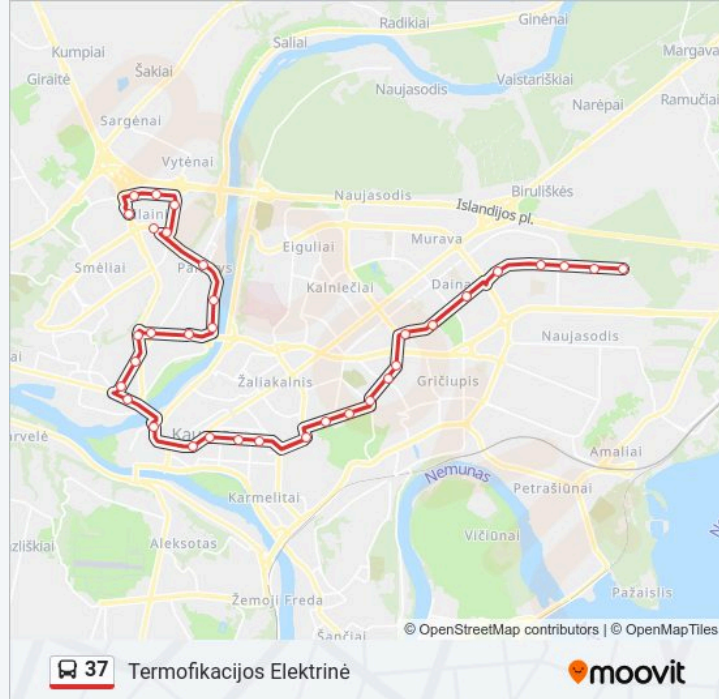 Ginėnai
Radikiai
Kumpiai
Saliai
Margava
Šakiai
Giraitė
Vaistariškiai
Naujasodis
Narėpai
Ramučiai
Sargėnai
Vytėnai
Biruliškės
Naujasodis
Islandijos pl.
Eiguliai
Murava
Smėliai
Kalniečiai
Naujasodis
Žaliakalnis
Gričiupis
Amaliai
Nemunas
Petrašiūnai
Karmelitai
Vičiūnai
Aleksotas
Pažaislis
Žemoji Freda
Šančiai
© OpenStreetMap contributors | © OpenMapTiles
37 Termofikacijos Elektrinė
moovit